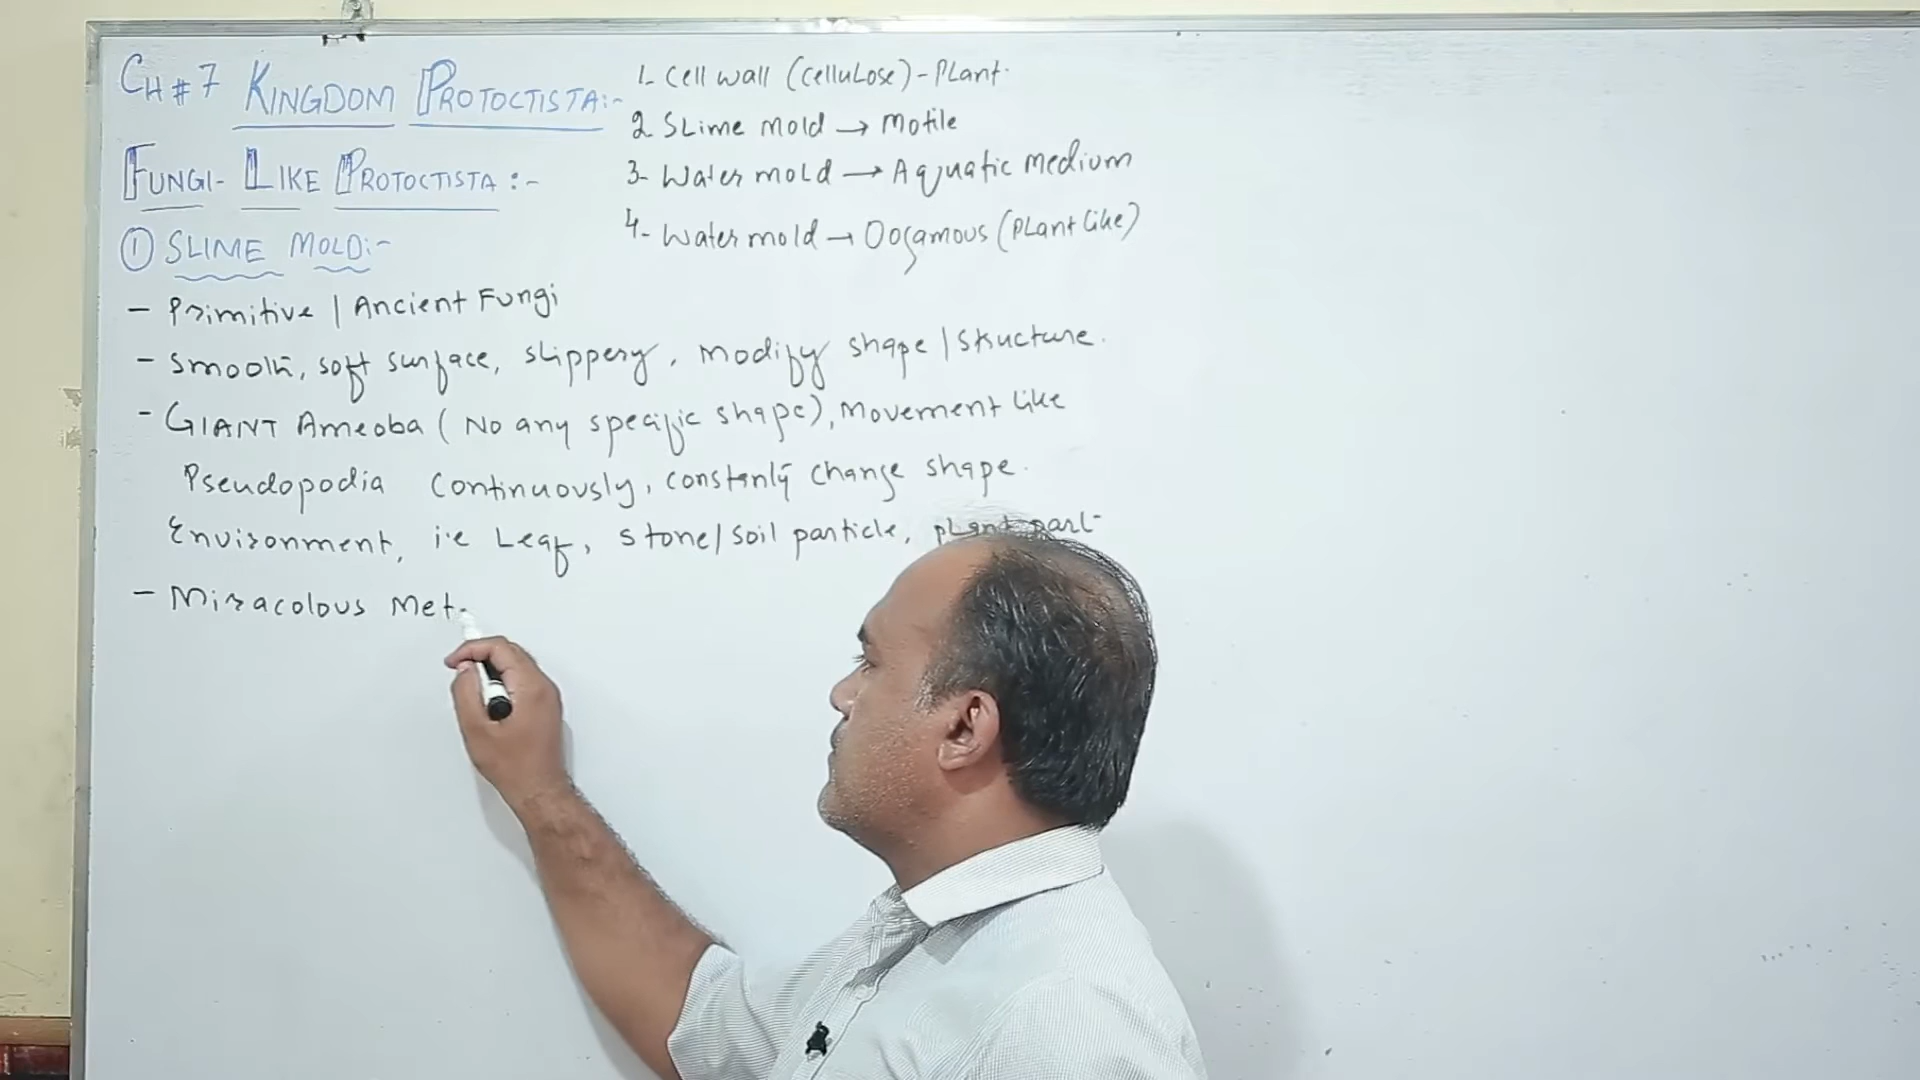 CH # 7 KINGDOM PROTOCTISTA:-
FUNGI- LIKE PROTOCTISTA :-
① SLIME MOLD:-
1- Cell wall (Cellulose) - Plant.
2 Slime mold → Motile
3- Water mold → Aquatic Medium
4- Water mold → Oogamous (Plant like)
- Primitive | Ancient Fungi
- Smooth, soft surface, slippery, Modify shape | Structure.
- GIANT Ameoba ( No any specific shape), Movement like
Pseudopodia Continuously, constanly change shape.
Environment, i.e Leaf, stone/soil particle, plant part
- Miracolous Met